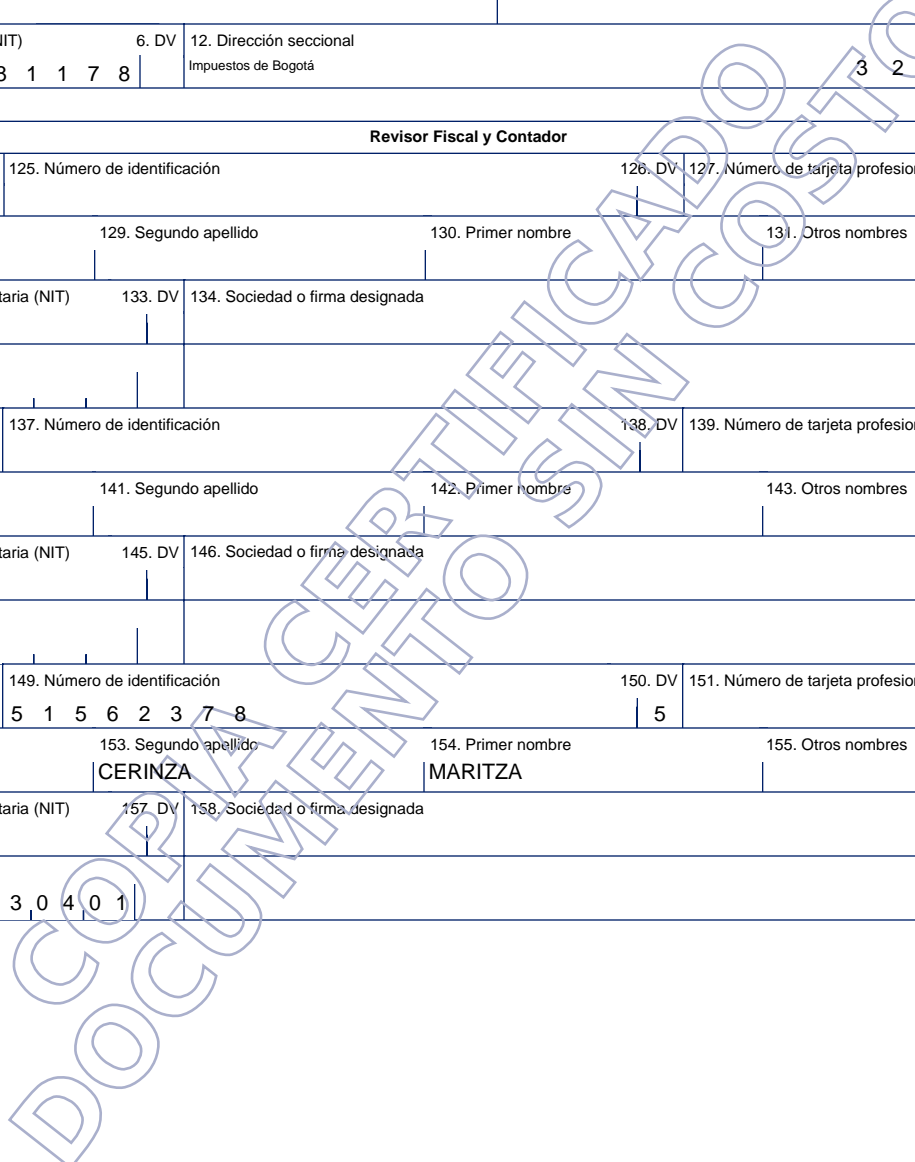 NIT) 6. DV 12. Dirección seccional
1 1 7 8 Impuestos de Bogotá 3 2
Revisor Fiscal y Contador
125. Número de identificación 126. DV 127. Número de tarjeta profesion
129. Segundo apellido 130. Primer nombre 131. Otros nombres
taria (NIT) 133. DV 134. Sociedad o firma designada
137. Número de identificación 138. DV 139. Número de tarjeta profesion
141. Segundo apellido 142. Primer nombre 143. Otros nombres
taria (NIT) 145. DV 146. Sociedad o firma designada
149. Número de identificación 150. DV 151. Número de tarjeta profesion
5 1 5 6 2 3 7 8 5
153. Segundo apellido 154. Primer nombre 155. Otros nombres
CERINZA MARITZA
taria (NIT) 157. DV 158. Sociedad o firma designada
3 0 4 0 1
COPIA CERTIFICADO
DOCUMENTO SIN COSTO